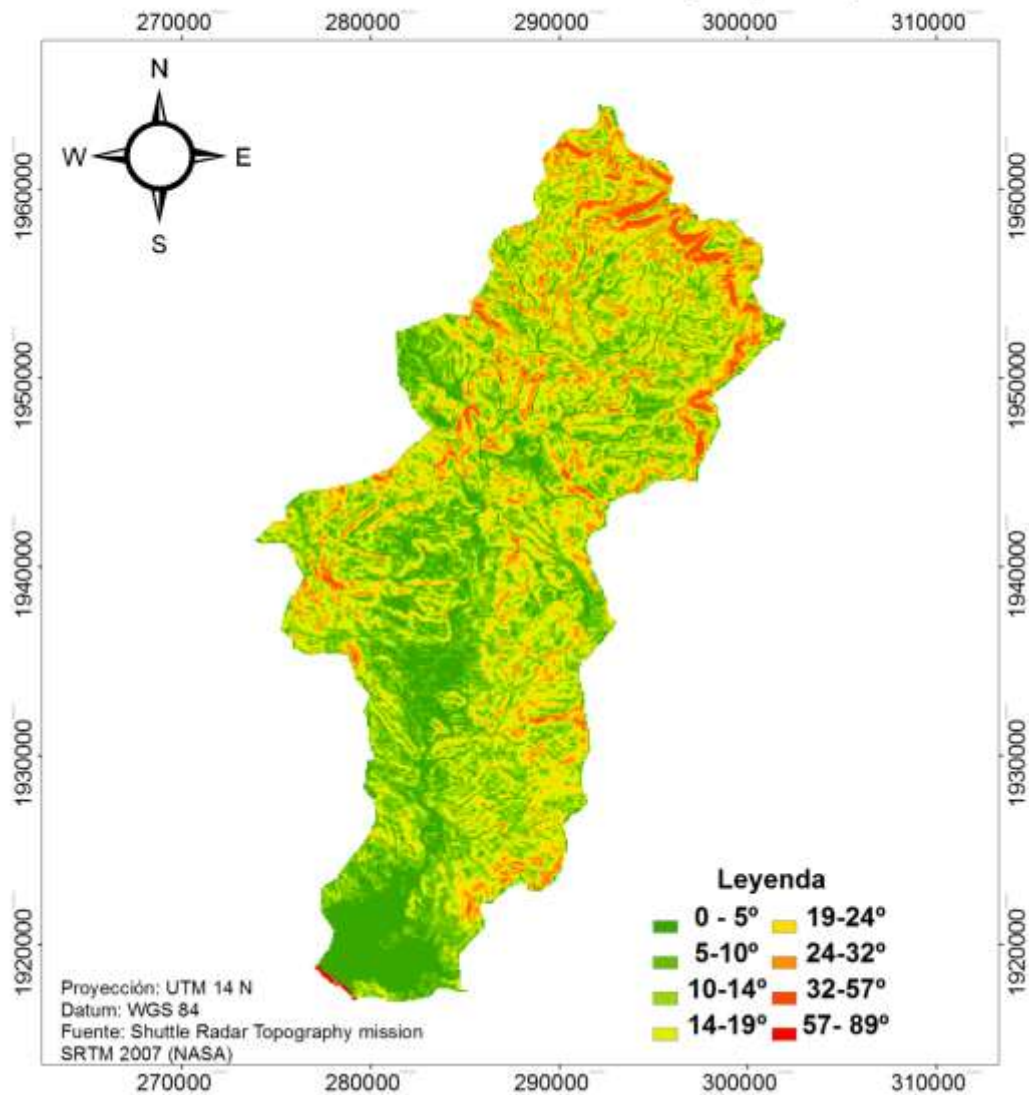 270000 280000 290000 300000 310000
N
W E
S
1960000 1960000
1950000 1950000
1940000 1940000
1930000 1930000
1920000 1920000
Leyenda
0 - 5º 19-24º
5-10º 24-32º
10-14º 32-57º
14-19º 57- 89º
Proyección: UTM 14 N
Datum: WGS 84
Fuente: Shuttle Radar Topography mission
SRTM 2007 (NASA)
270000 280000 290000 300000 310000